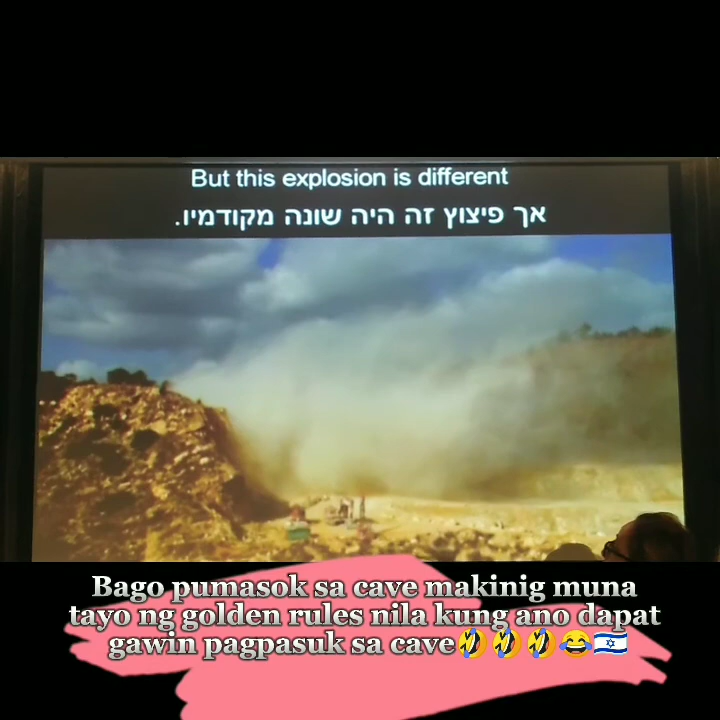 But this explosion is different
אך פיצוץ זה היה שונה מקודמיו.
Bago pumasok sa cave makinig muna
tayo ng golden rules nila kung ano dapat
gawin pagpasuk sa cave🤣🤣🤣😂🇮🇱